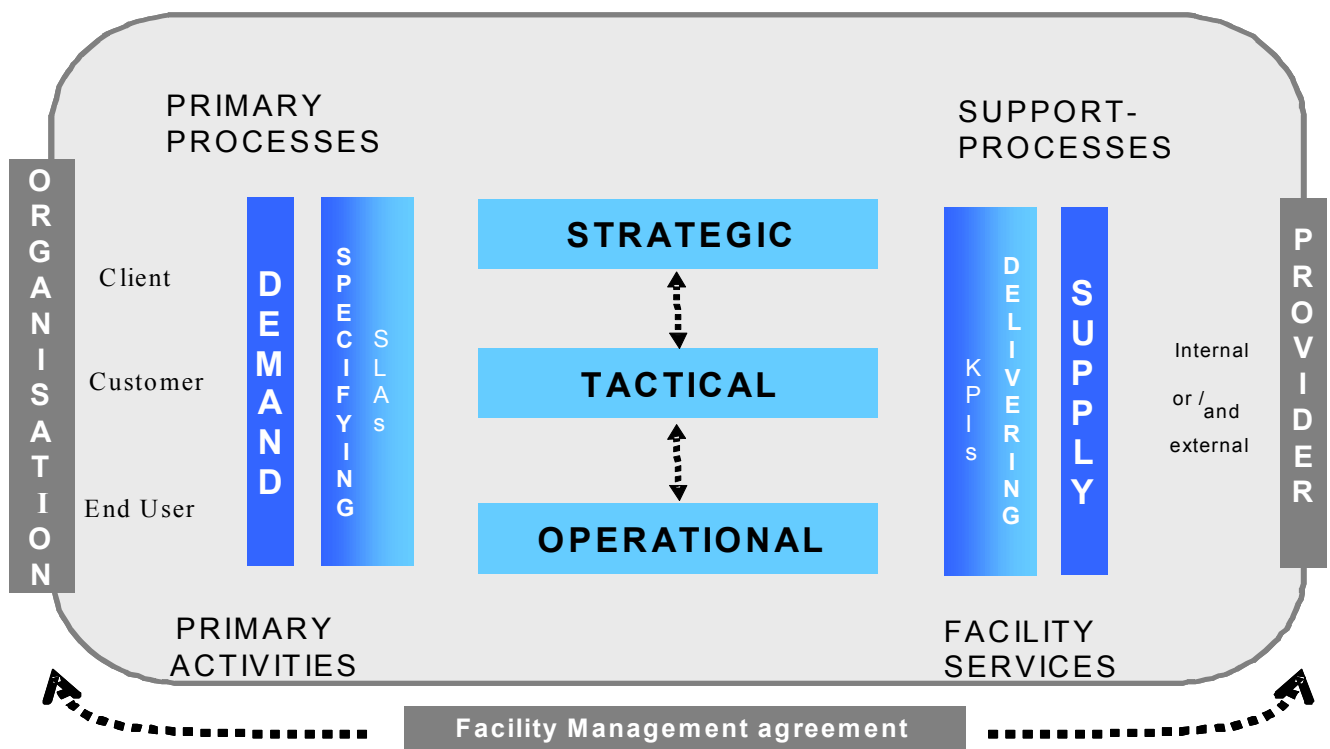 PRIMARY
PROCESSES
SUPPORT-
PROCESSES
ORGANISATION
Client
Customer
End User
DEMAND
SPECIFYING
SLAs
STRATEGIC
TACTICAL
OPERATIONAL
KPIs
DELIVERING
SUPPLY
Internal
or / and
external
PROVIDER
PRIMARY
ACTIVITIES
FACILITY
SERVICES
Facility Management agreement